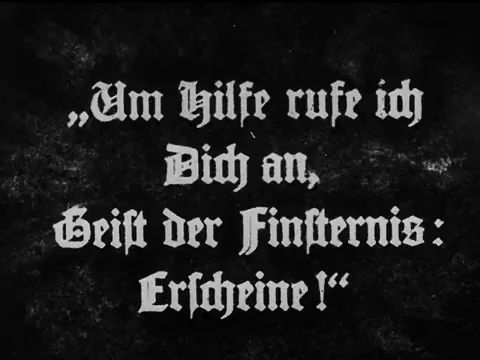 „Um Hilfe rufe ich
Dich an,
Geist der Finsternis:
Erscheine!“